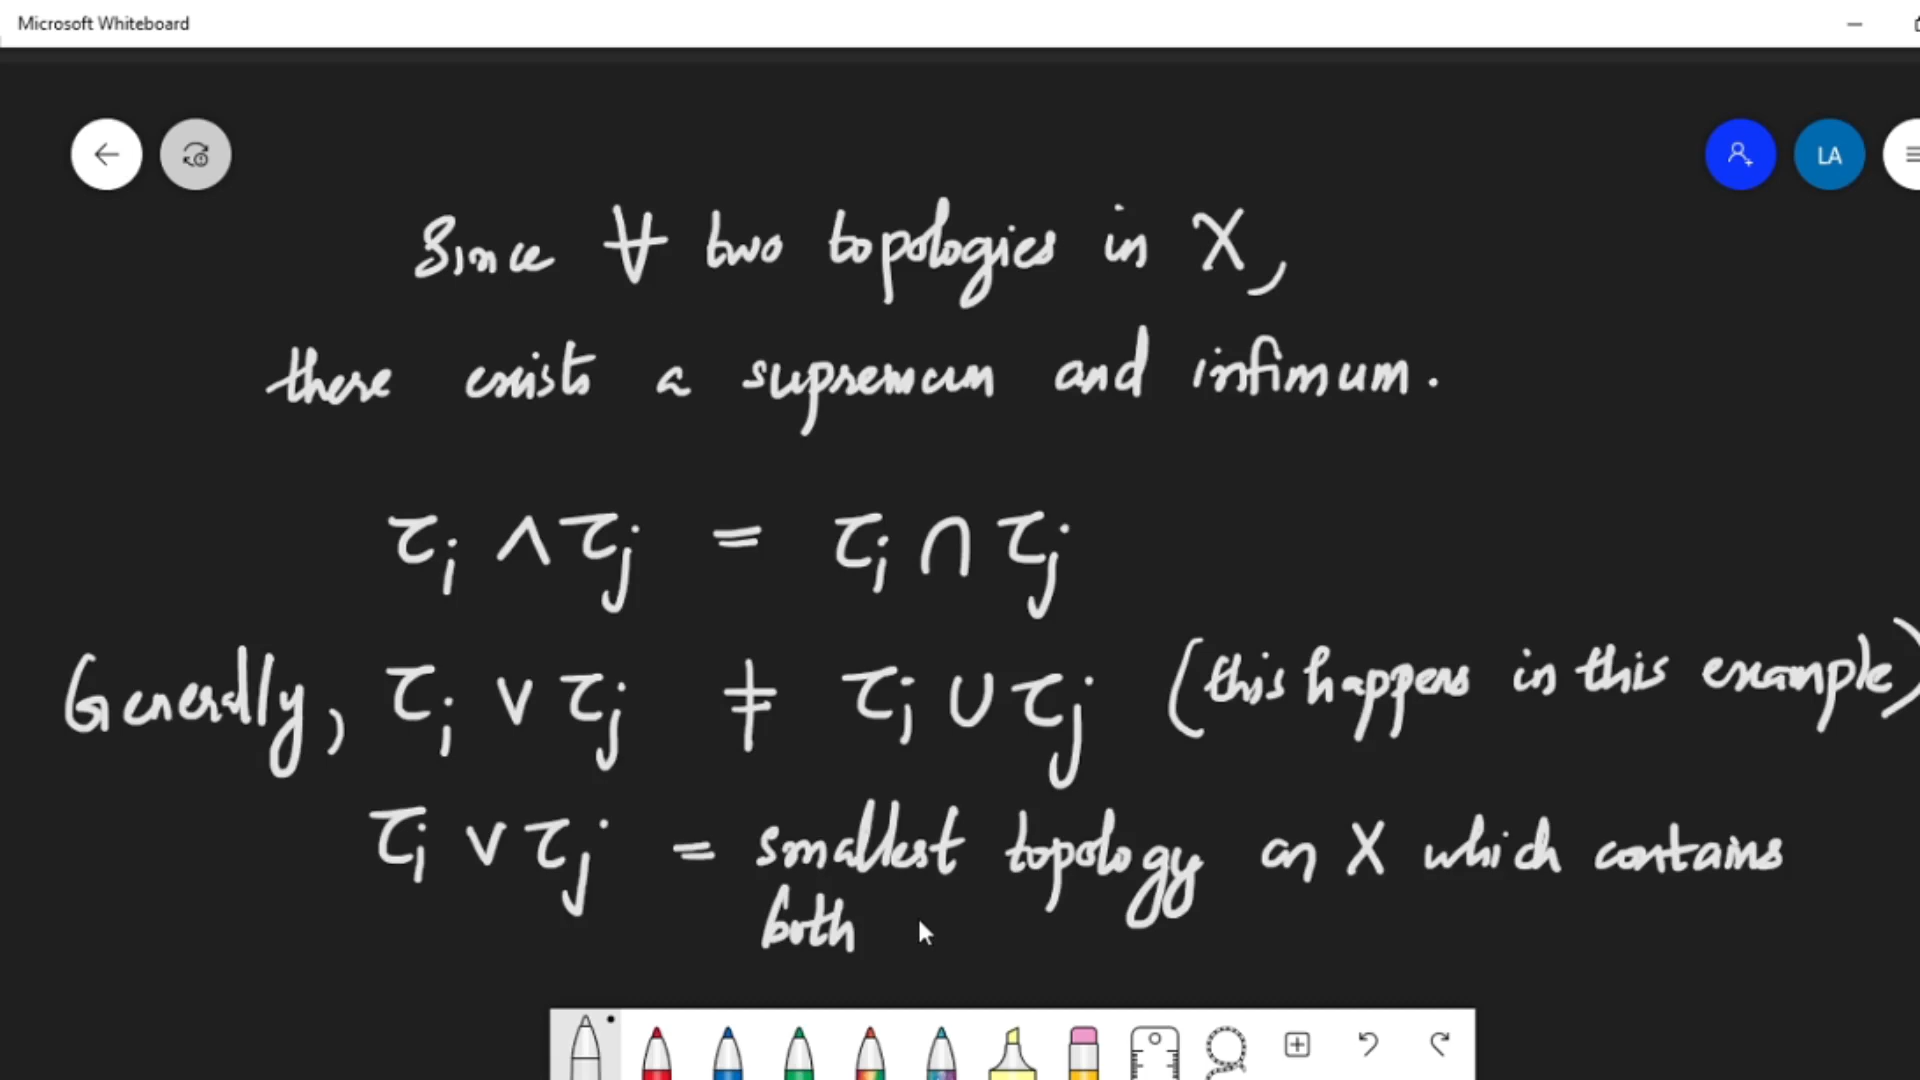 Microsoft Whiteboard
LA
Since ∀ two topologies in X,
there exists a supremum and infimum.
τᵢ ∧ τⱼ = τᵢ ∩ τⱼ
Generally, τᵢ ∨ τⱼ ≠ τᵢ ∪ τⱼ (this happens in this example)
τᵢ ∨ τⱼ = smallest topology on X which contains
both